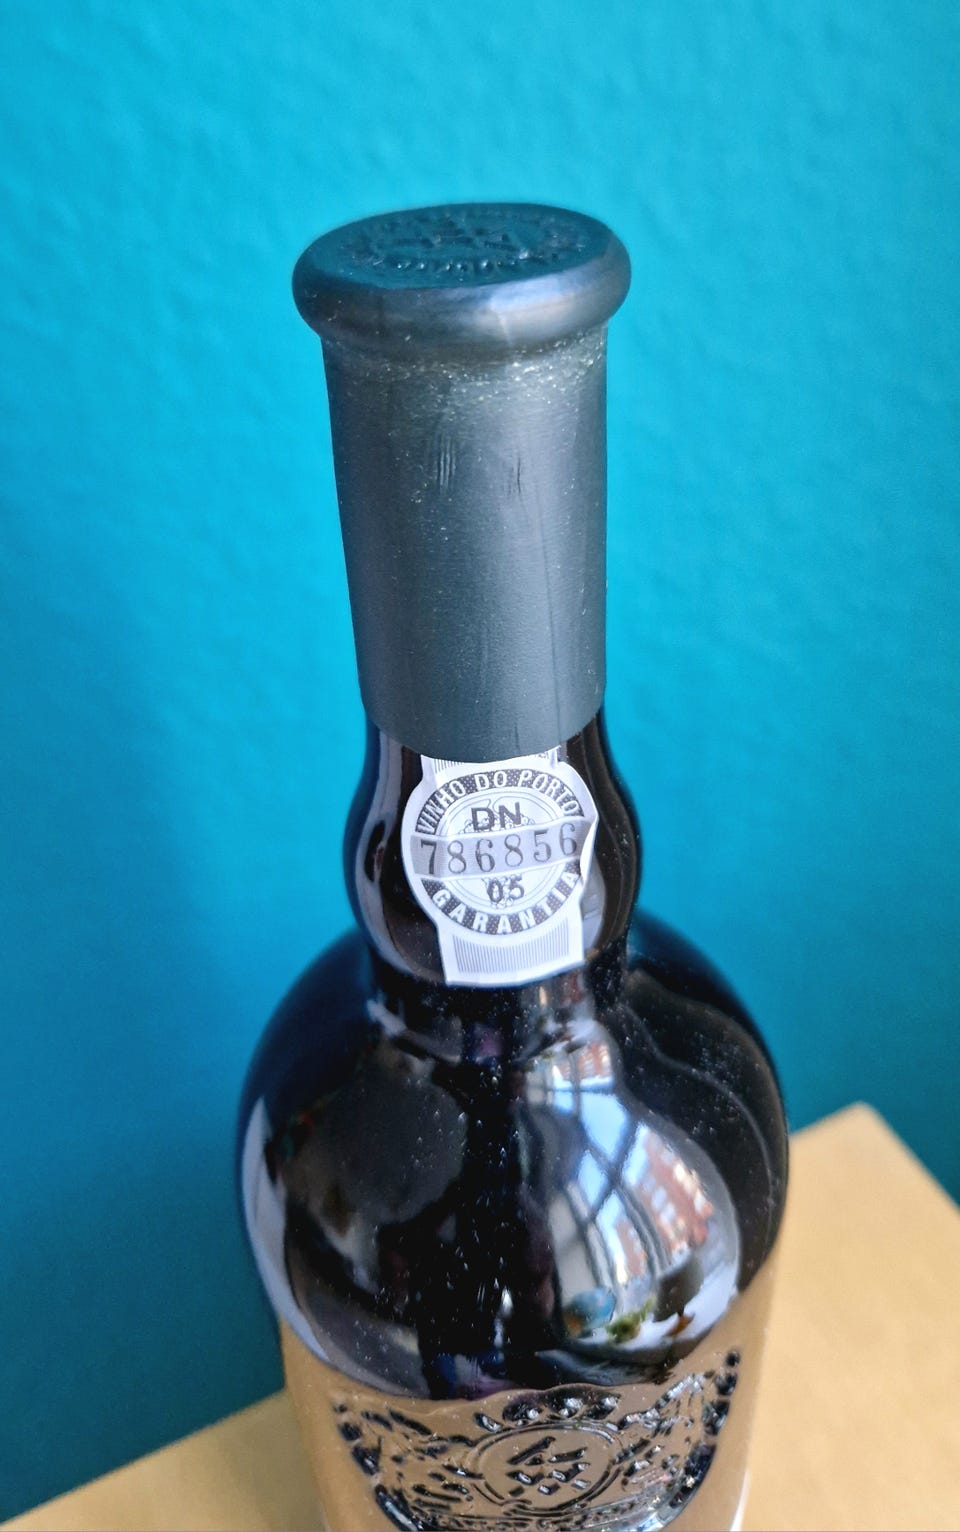 VINHO DO PORTO
DN
786856
05
GARANTIA